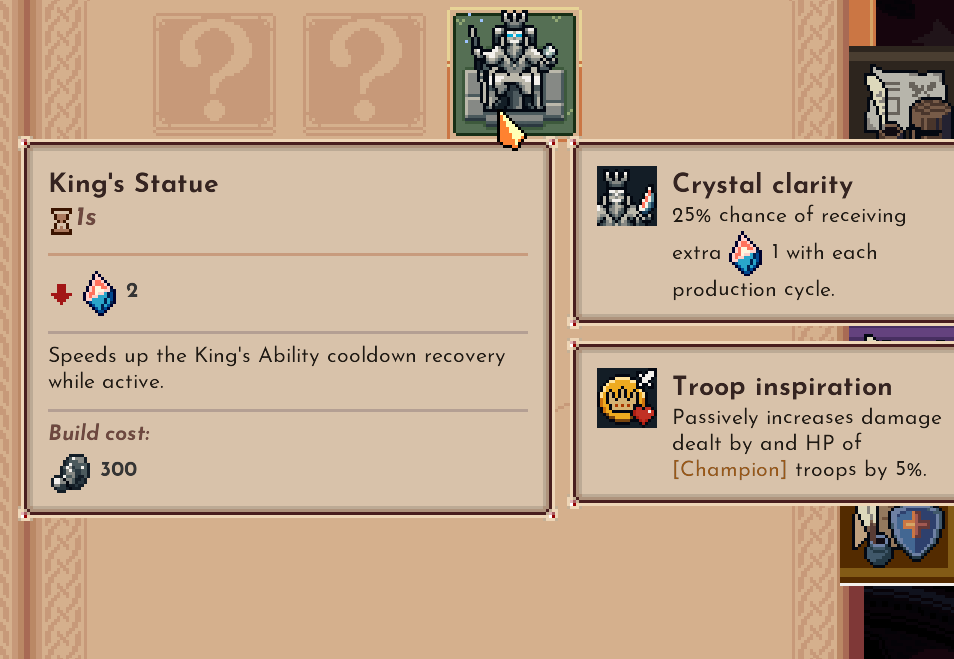 King's Statue
1s
2
Speeds up the King's Ability cooldown recovery
while active.
Build cost:
300
Crystal clarity
25% chance of receiving
extra 1 with each
production cycle.
Troop inspiration
Passively increases damage
dealt by and HP of
[Champion] troops by 5%.